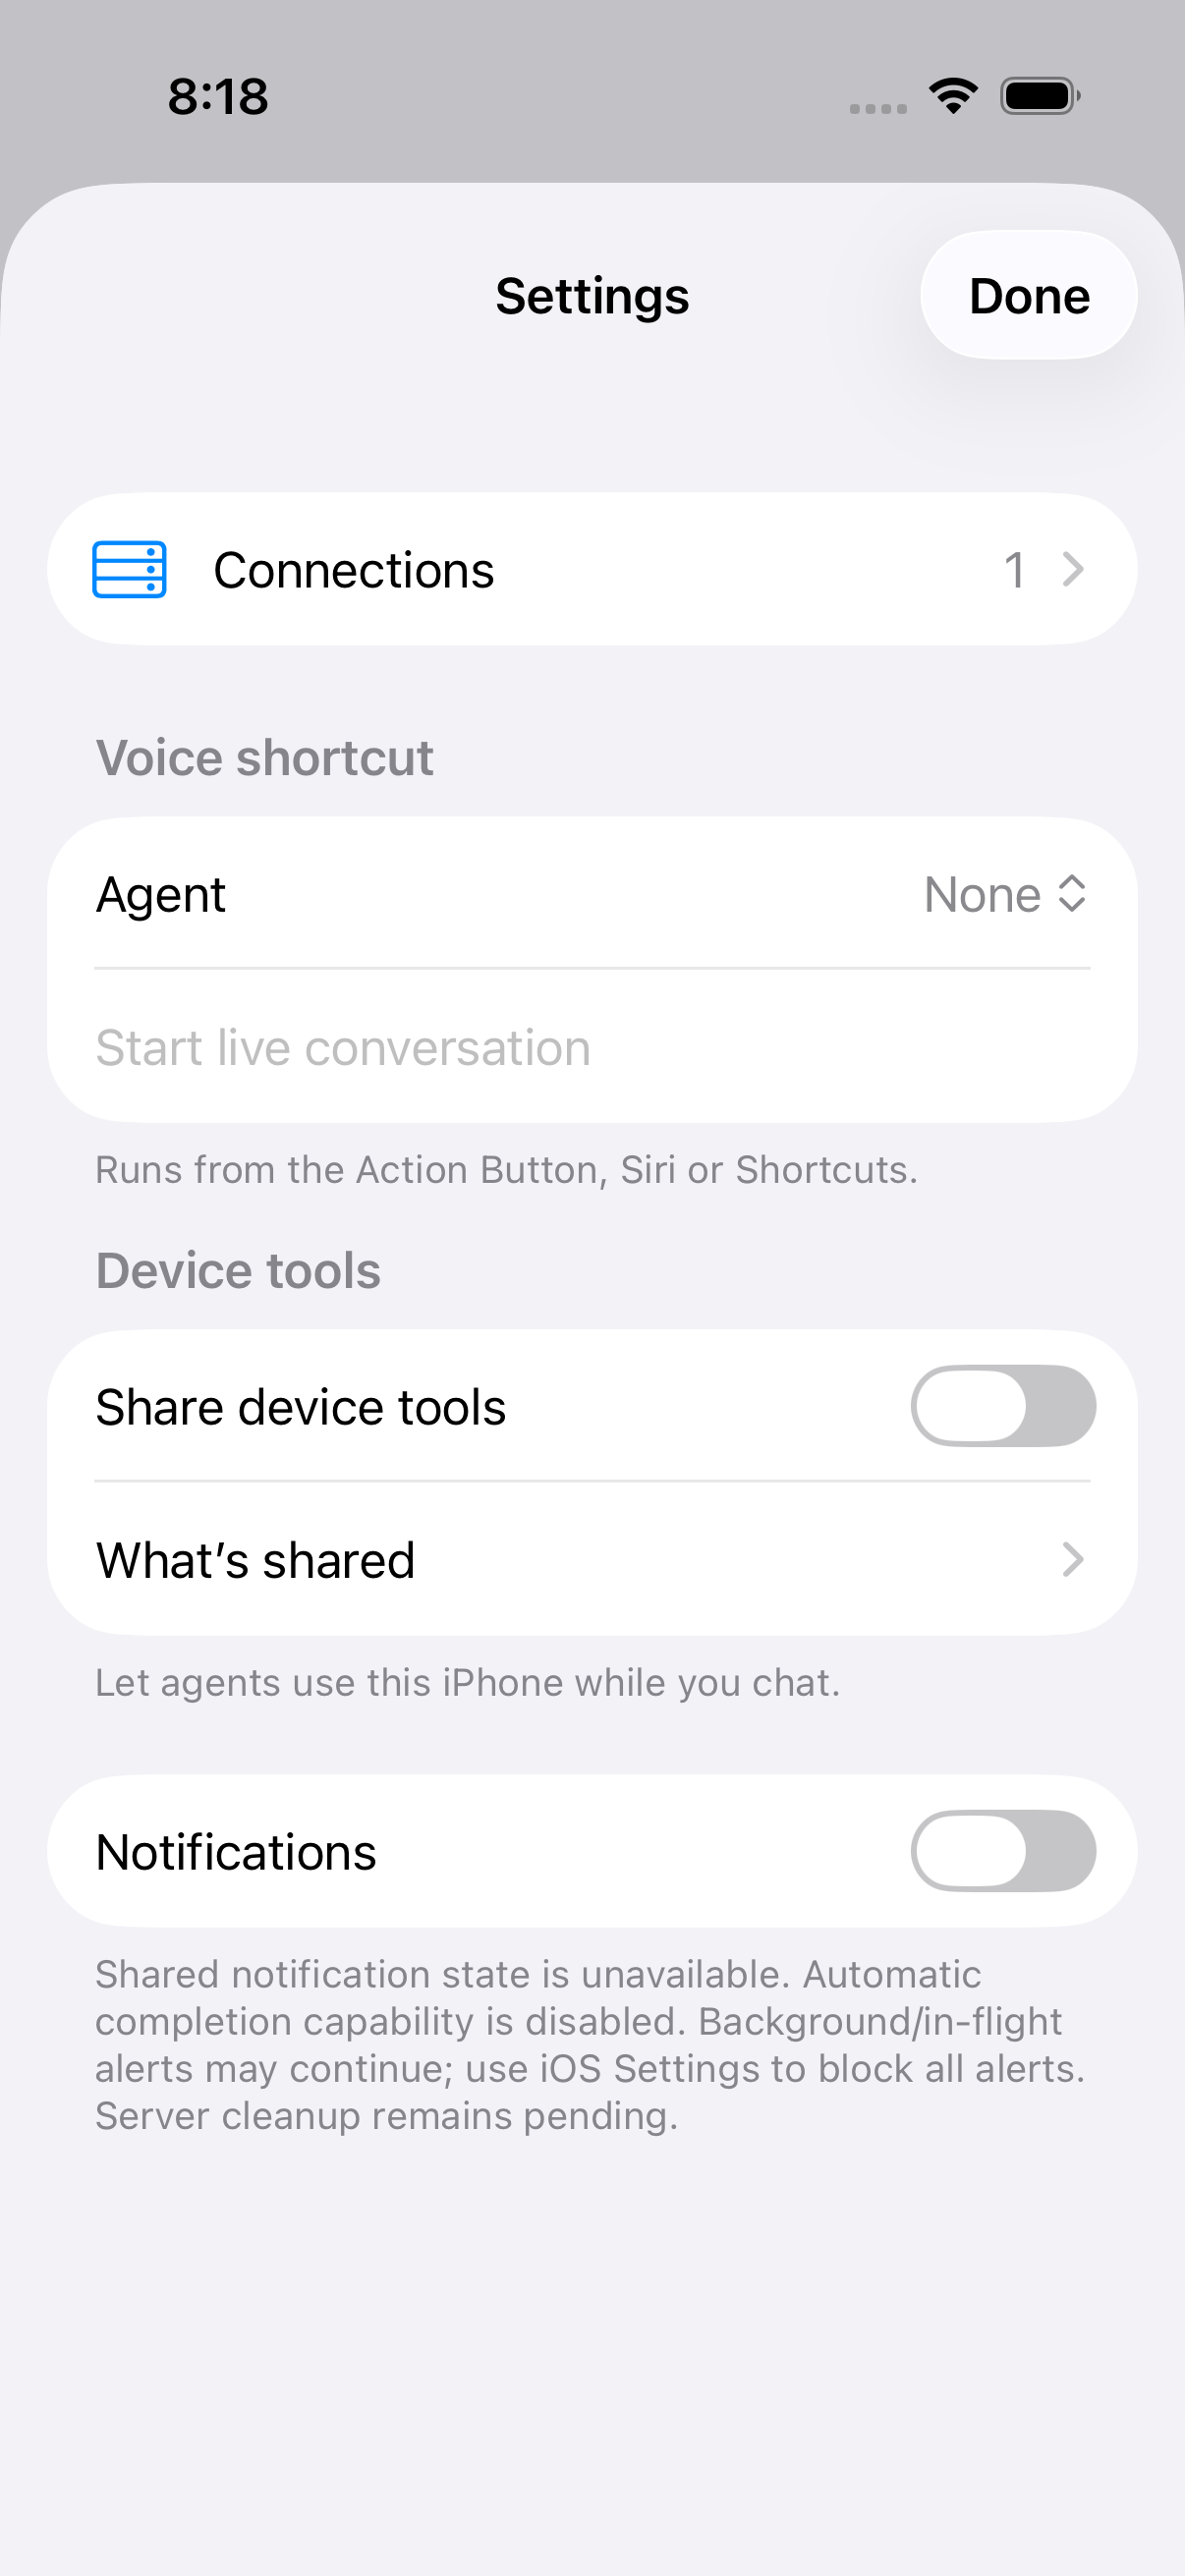 8:18
Settings
Done
Connections
1
Voice shortcut
Agent
None
Start live conversation
Runs from the Action Button, Siri or Shortcuts.
Device tools
Share device tools
What’s shared
Let agents use this iPhone while you chat.
Notifications
Shared notification state is unavailable. Automatic
completion capability is disabled. Background/in-flight
alerts may continue; use iOS Settings to block all alerts.
Server cleanup remains pending.